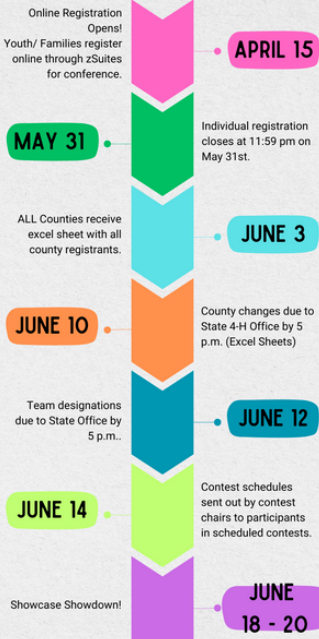 Online Registration
Opens!
Youth/ Families register
online through zSuites
for conference.
APRIL 15
MAY 31
Individual registration
closes at 11:59 pm on
May 31st.
ALL Counties receive
excel sheet with all
county registrants.
JUNE 3
JUNE 10
County changes due to
State 4-H Office by 5
p.m. (Excel Sheets)
Team designations
due to State Office by
5 p.m..
JUNE 12
JUNE 14
Contest schedules
sent out by contest
chairs to participants
in scheduled contests.
Showcase Showdown!
JUNE
18 - 20